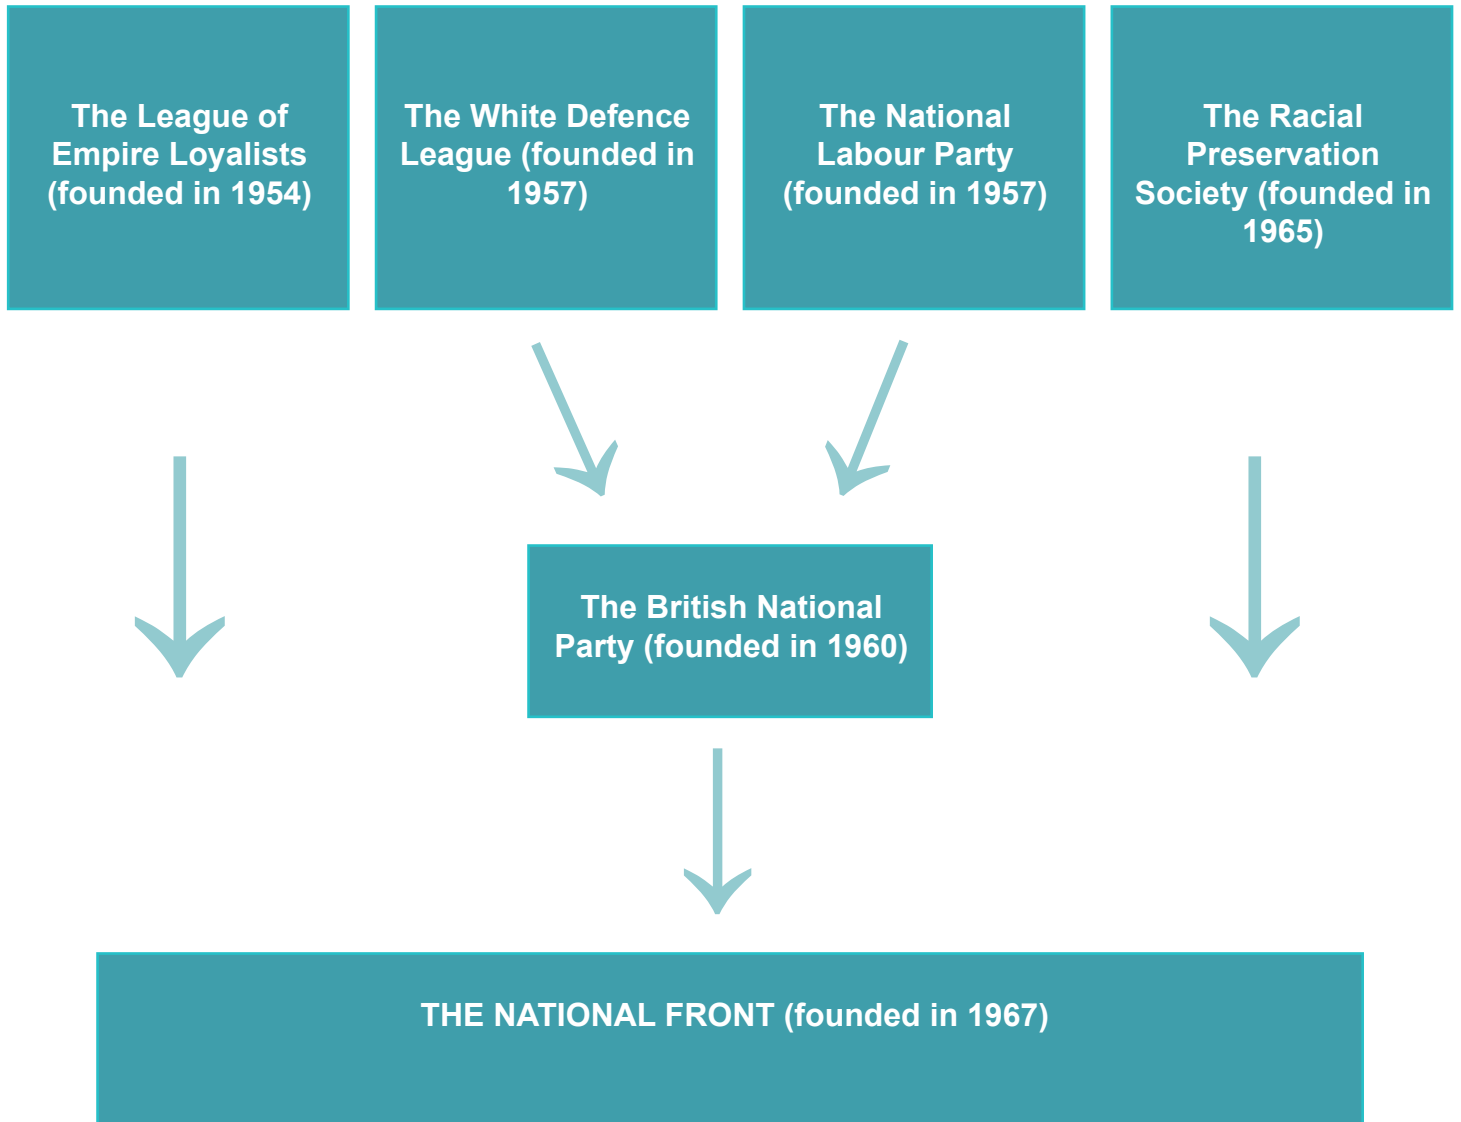 The League of
Empire Loyalists
(founded in 1954)
The White Defence
League (founded in
1957)
The National
Labour Party
(founded in 1957)
The Racial
Preservation
Society (founded in
1965)
The British National
Party (founded in 1960)
THE NATIONAL FRONT (founded in 1967)